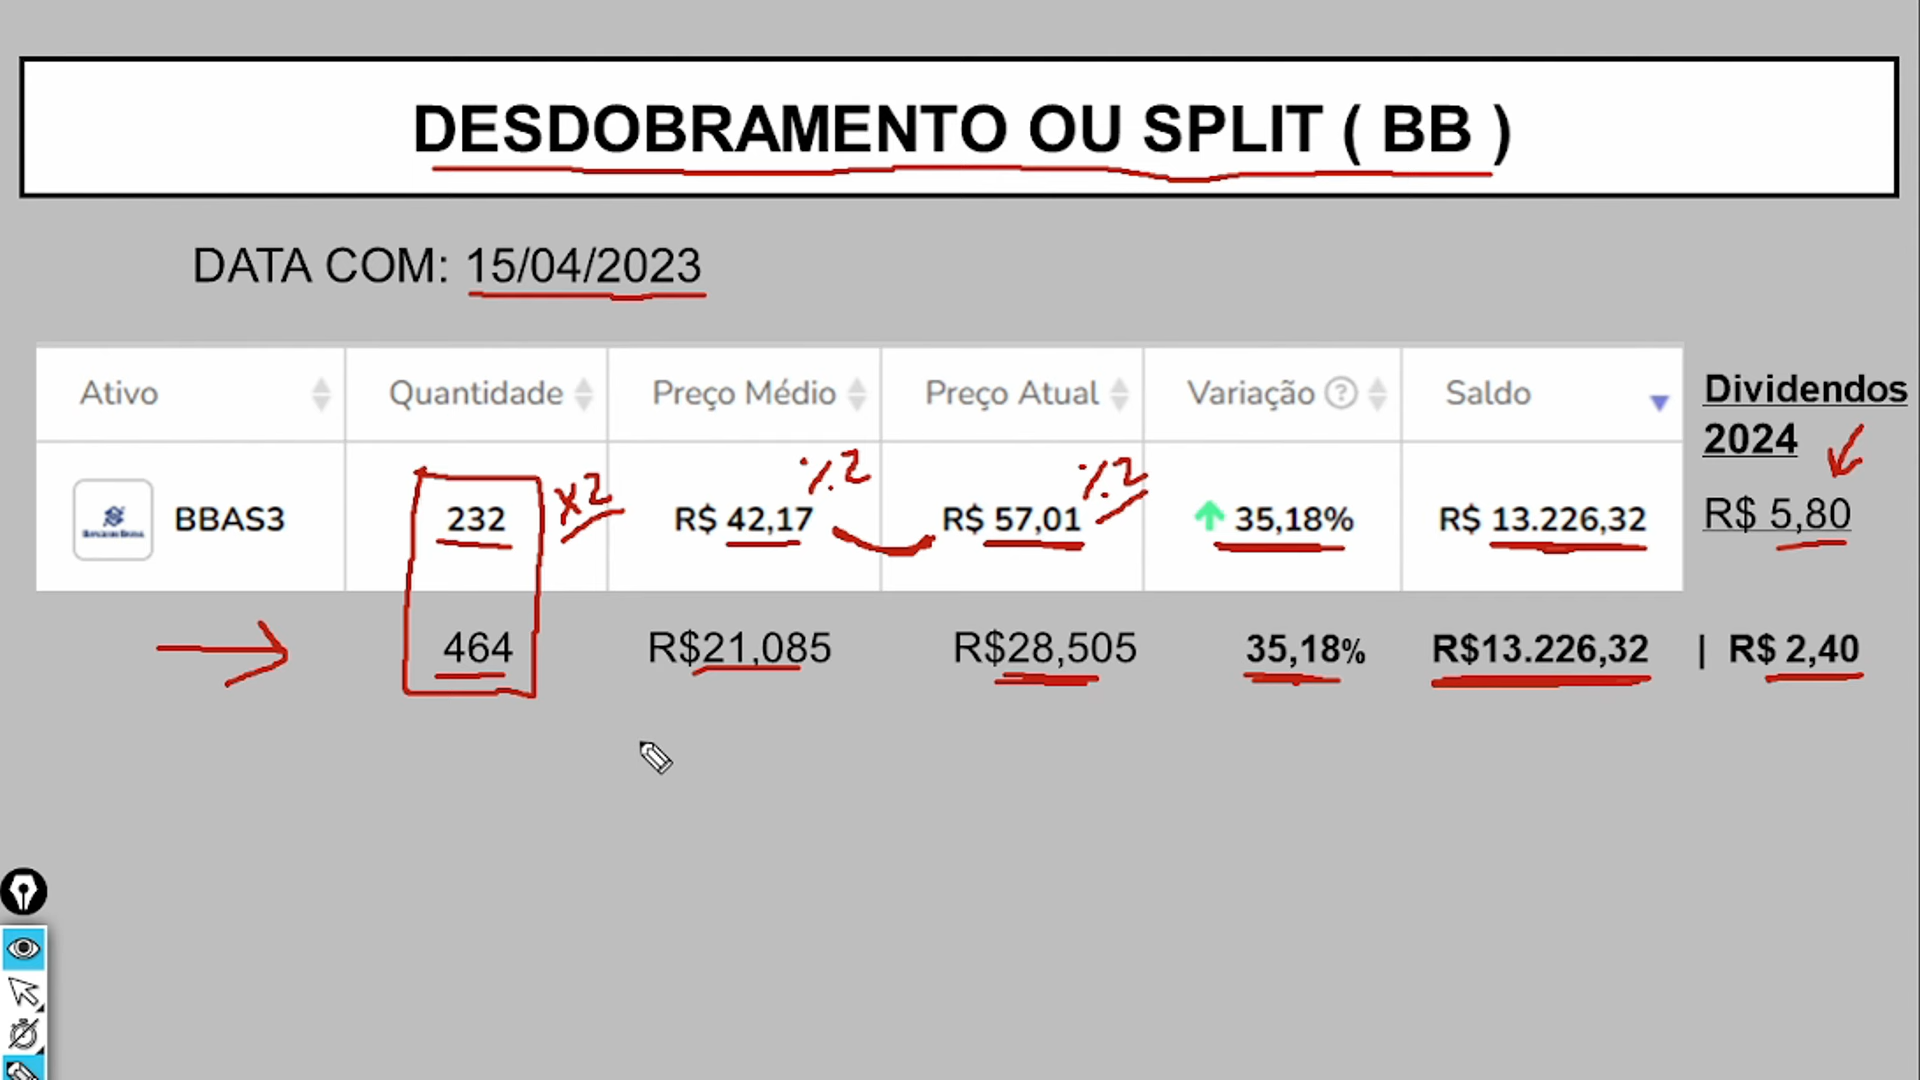 DESDOBRAMENTO OU SPLIT ( BB )
DATA COM: 15/04/2023
Ativo Quantidade Preço Médio Preço Atual Variação ? Saldo
Dividendos
2024
x2 ⁒2 ⁒2
BBAS3 232 R$ 42,17 R$ 57,01 35,18% R$ 13.226,32 R$ 5,80
464 R$21,085 R$28,505 35,18% R$13.226,32 | R$ 2,40